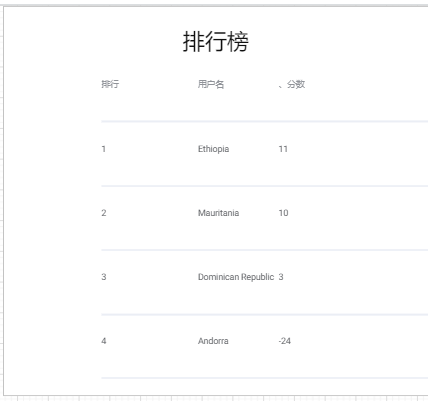 排行榜
排行 用户名 、分数
1 Ethiopia 11
2 Mauritania 10
3 Dominican Republic 3
4 Andorra -24